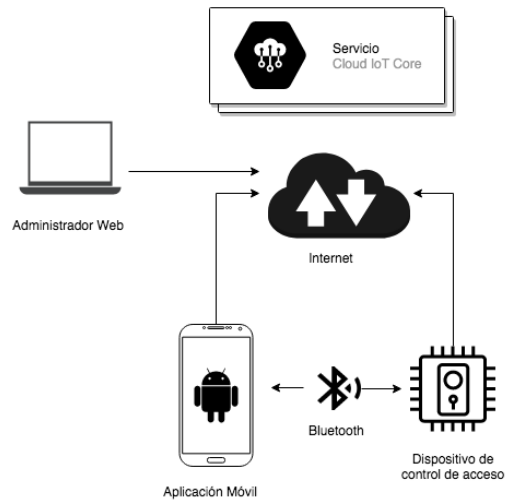 Servicio
Cloud IoT Core
Administrador Web
Internet
Bluetooth
Dispositivo de
control de acceso
Aplicación Móvil